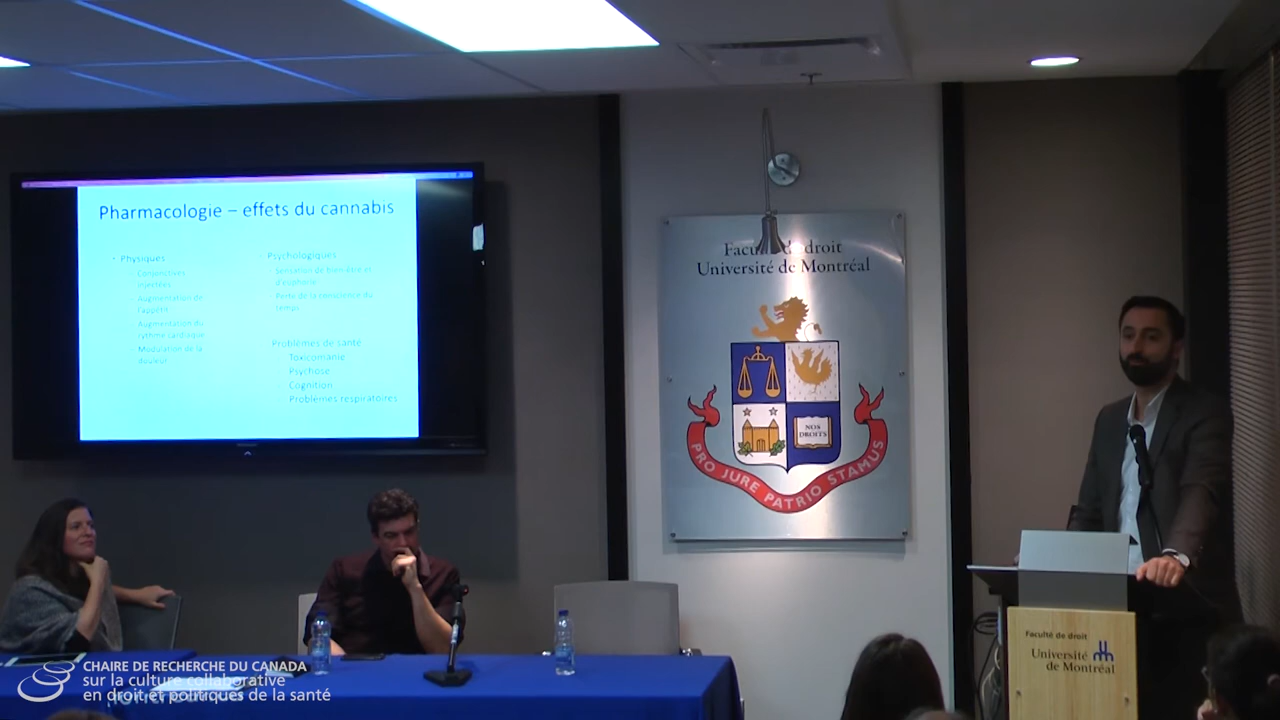 Pharmacologie – effets du cannabis
• Physiques
– Conjonctives
injectées
– Augmentation de
l'appétit
– Augmentation du
rythme cardiaque
– Modulation de la
douleur
Psychologiques
– Sensation de bien-être et
d'euphorie
– Perte de la conscience du
temps
Problèmes de santé
Toxicomanie
Psychose
Cognition
Problèmes respiratoires
Faculté de droit
Université de Montréal
NOS
DROITS
PRO JURE PATRIO STAMUS
Faculté de droit
Université
de Montréal
CHAIRE DE RECHERCHE DU CANADA
sur la culture collaborative
en droit et politiques de la santé